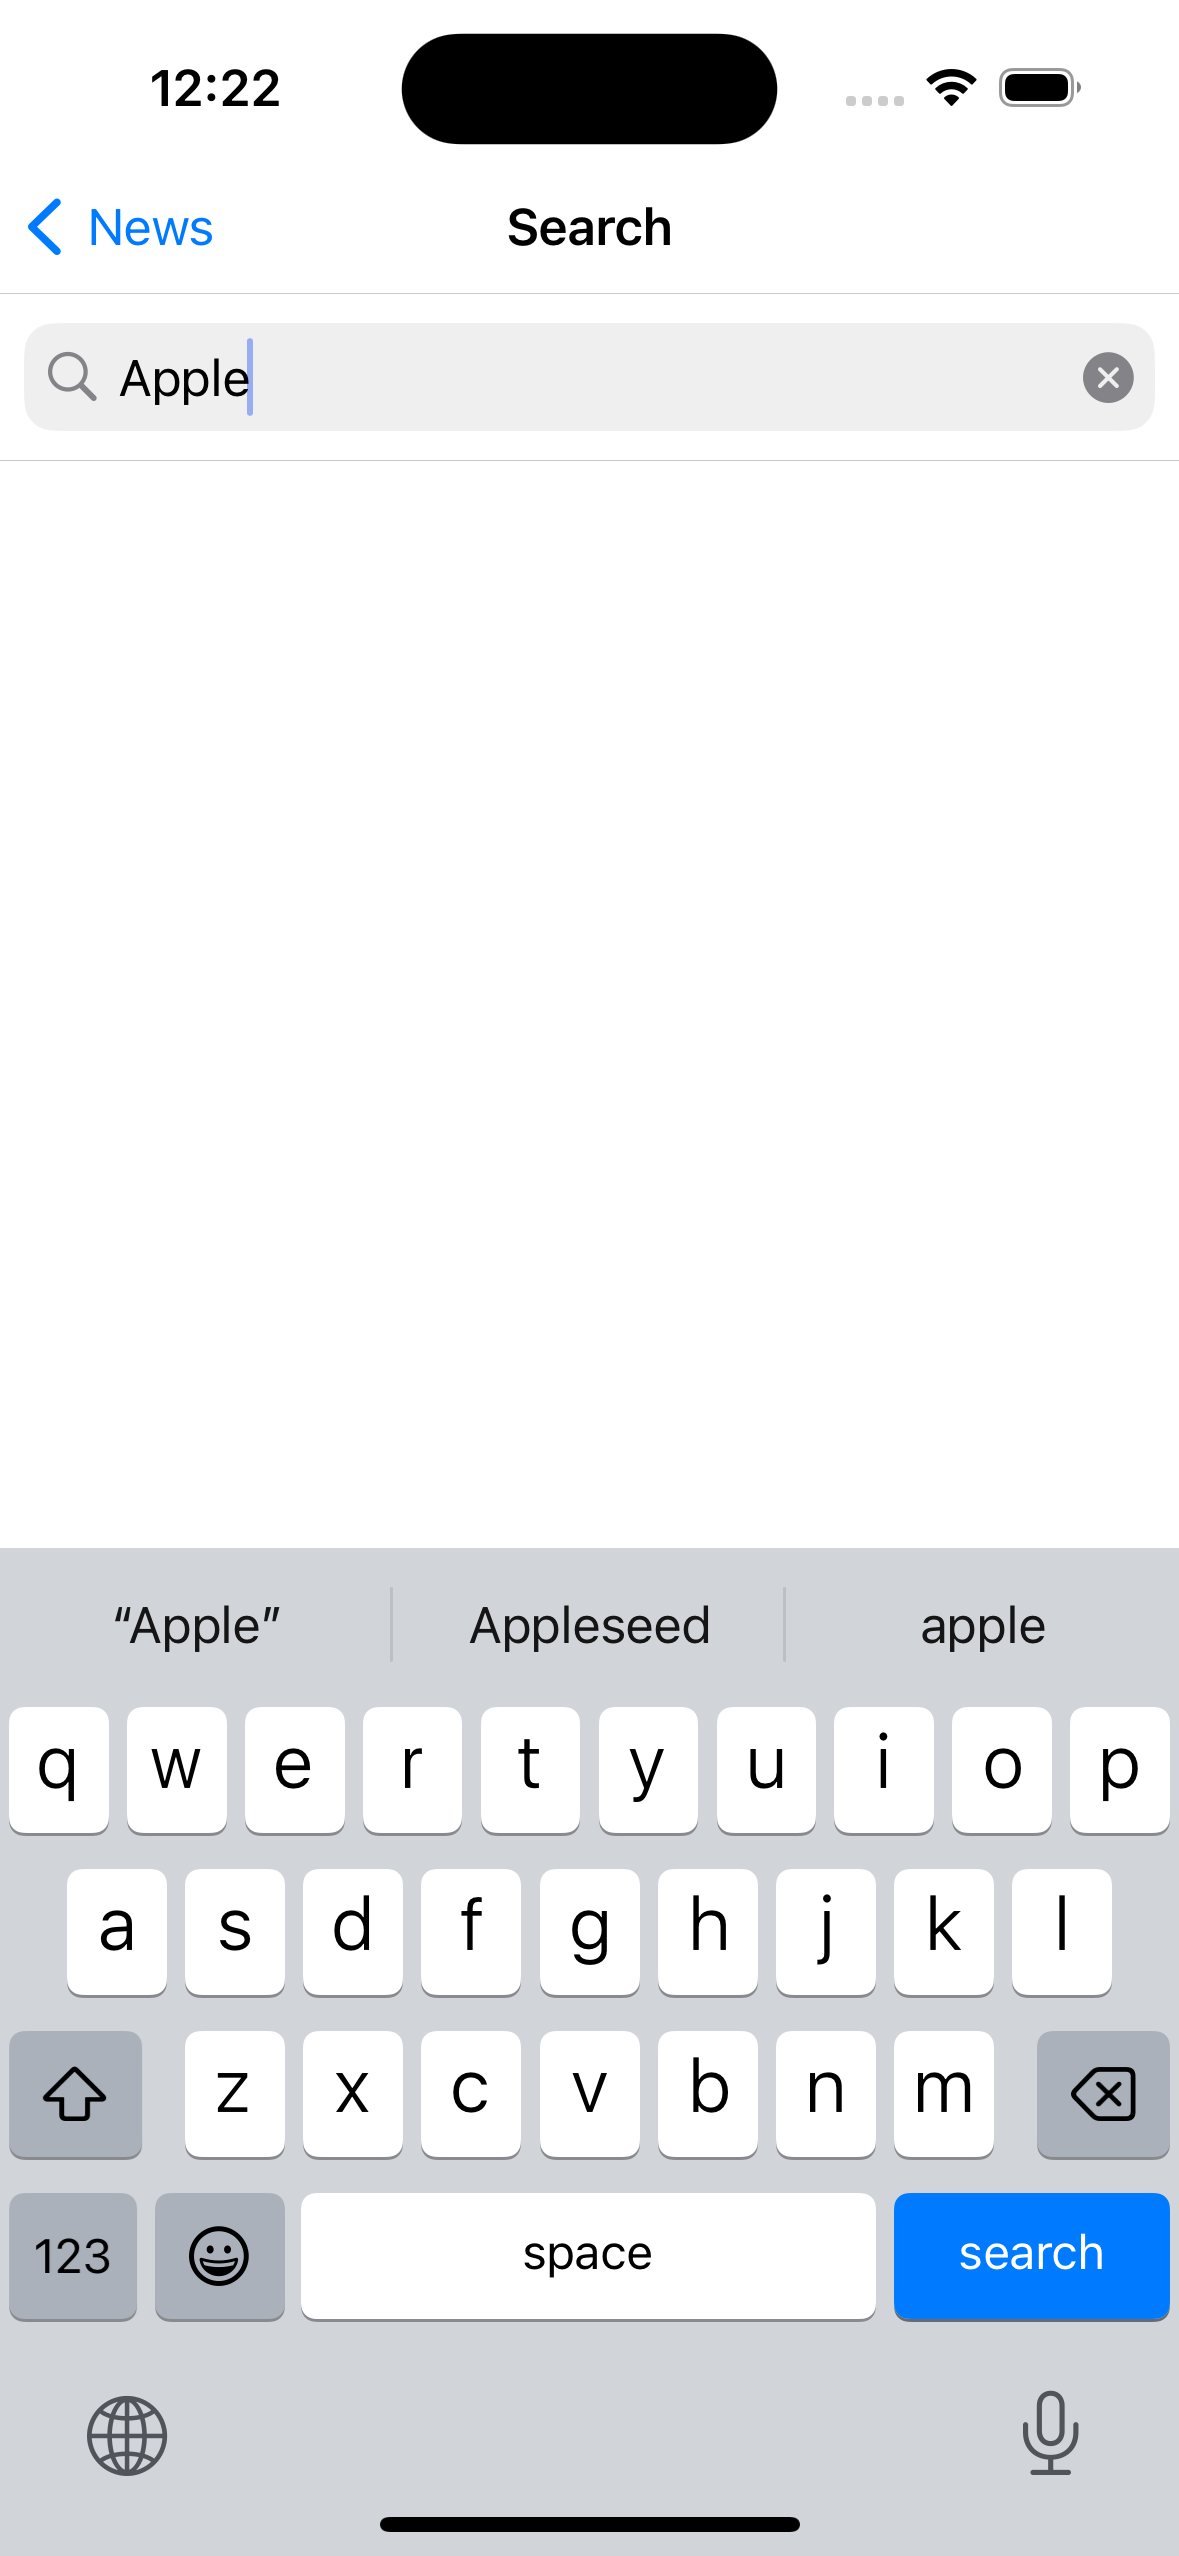 12:22
News Search
Apple
“Apple” Appleseed apple
q w e r t y u i o p
a s d f g h j k l
z x c v b n m
123 space search